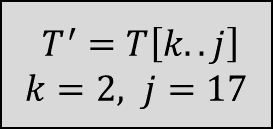 T′ = T[k..j]
k = 2, j = 17